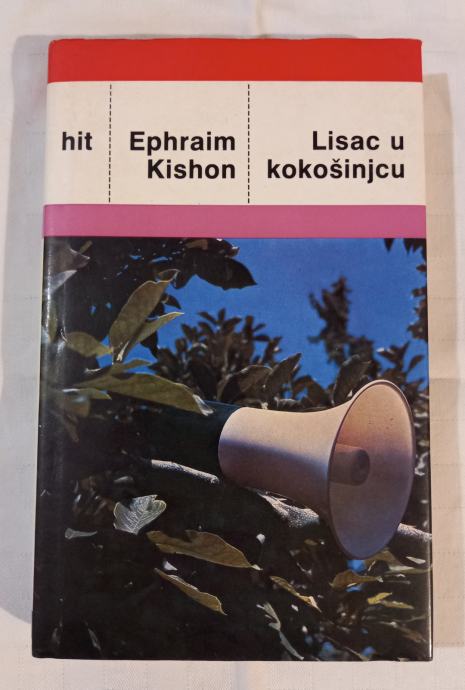 hit
Ephraim
Kishon
Lisac u
kokošinjcu